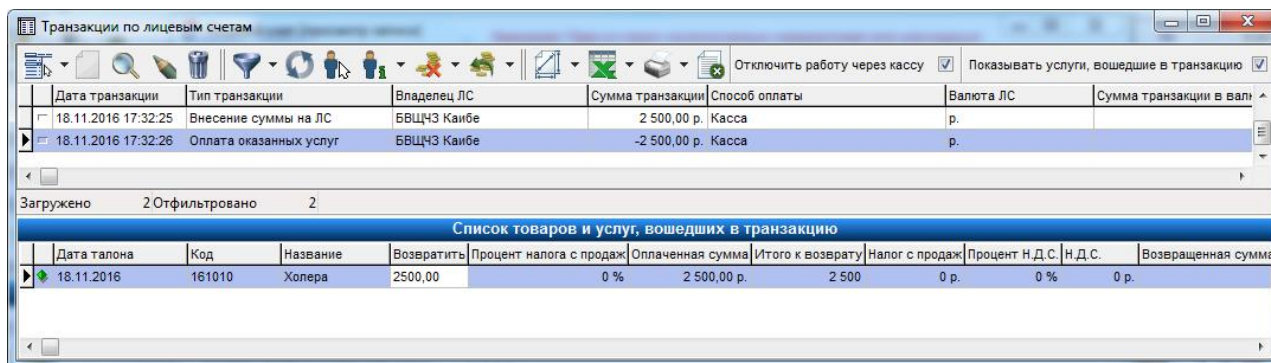 Транзакции по лицевым счетам
Отключить работу через кассу Показывать услуги, вошедшие в транзакцию
Дата транзакции Тип транзакции Владелец ЛС Сумма транзакции Способ оплаты Валюта ЛС Сумма транзакции в валю
18.11.2016 17:32:25 Внесение суммы на ЛС БВЩЧЗ Каибе 2 500,00 р. Касса р.
18.11.2016 17:32:26 Оплата оказанных услуг БВЩЧЗ Каибе -2 500,00 р. Касса р.
Загружено 2 Отфильтровано 2
Список товаров и услуг, вошедших в транзакцию
Дата талона Код Название Возвратить Процент налога с продаж Оплаченная сумма Итого к возврату Налог с продаж Процент Н.Д.С. Н.Д.С. Возвращенная сумма
18.11.2016 161010 Холера 2500,00 0 % 2 500,00 р. 2 500 0 р. 0 % 0 р.